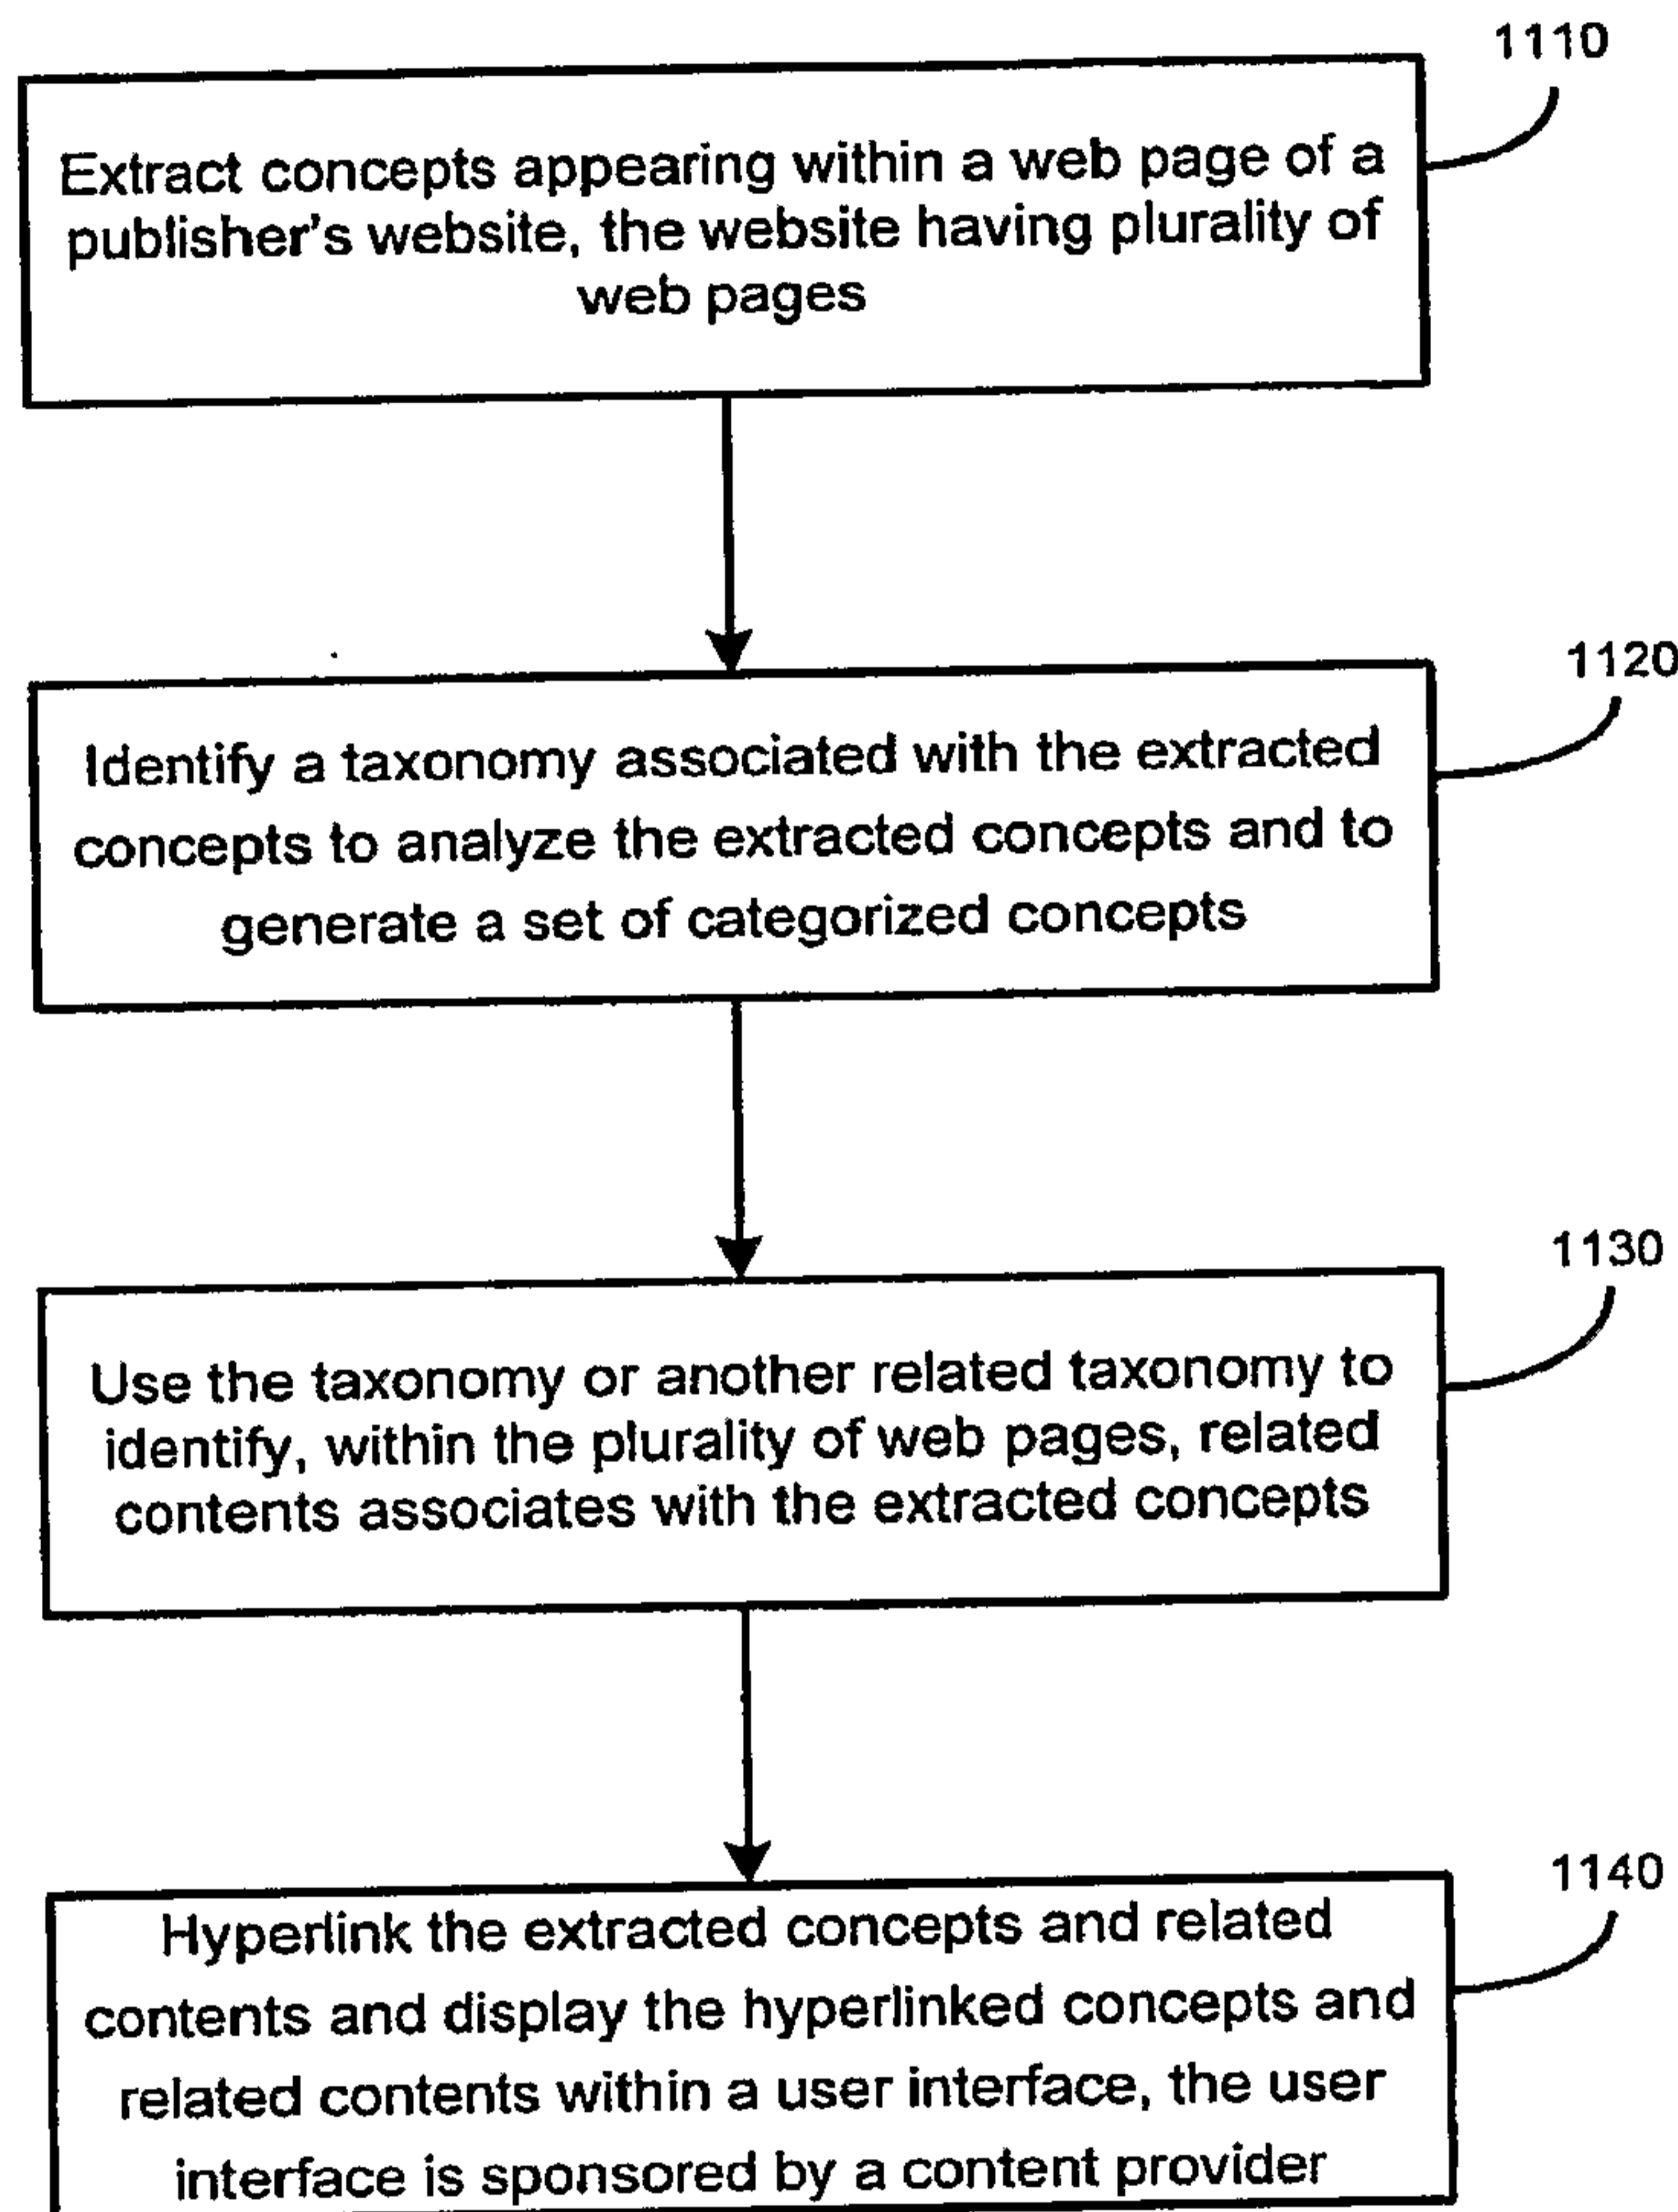 1110
Extract concepts appearing within a web page of a
publisher's website, the website having plurality of
web pages
1120
Identify a taxonomy associated with the extracted
concepts to analyze the extracted concepts and to
generate a set of categorized concepts
1130
Use the taxonomy or another related taxonomy to
identify, within the plurality of web pages, related
contents associates with the extracted concepts
1140
Hyperlink the extracted concepts and related
contents and display the hyperlinked concepts and
related contents within a user interface, the user
interface is sponsored by a content provider